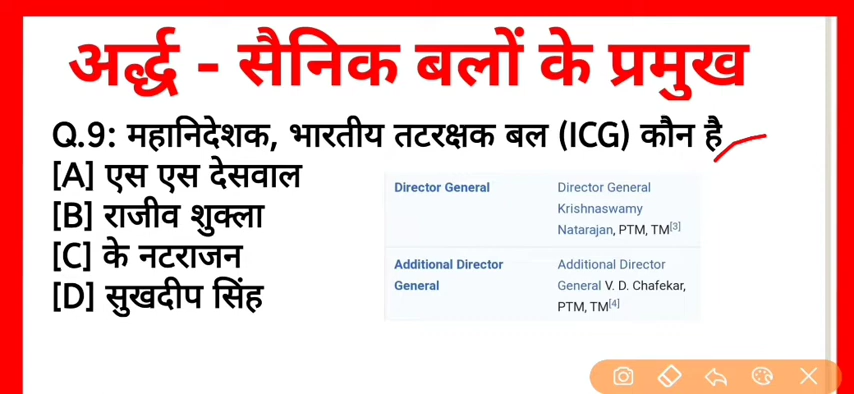 अर्द्ध - सैनिक बलों के प्रमुख
Q.9: महानिदेशक, भारतीय तटरक्षक बल (ICG) कौन है
[A] एस एस देसवाल
[B] राजीव शुक्ला
[C] के नटराजन
[D] सुखदीप सिंह
Director General
Director General
Krishnaswamy
Natarajan, PTM, TM[3]
Additional Director
General
Additional Director
General V. D. Chafekar,
PTM, TM[4]